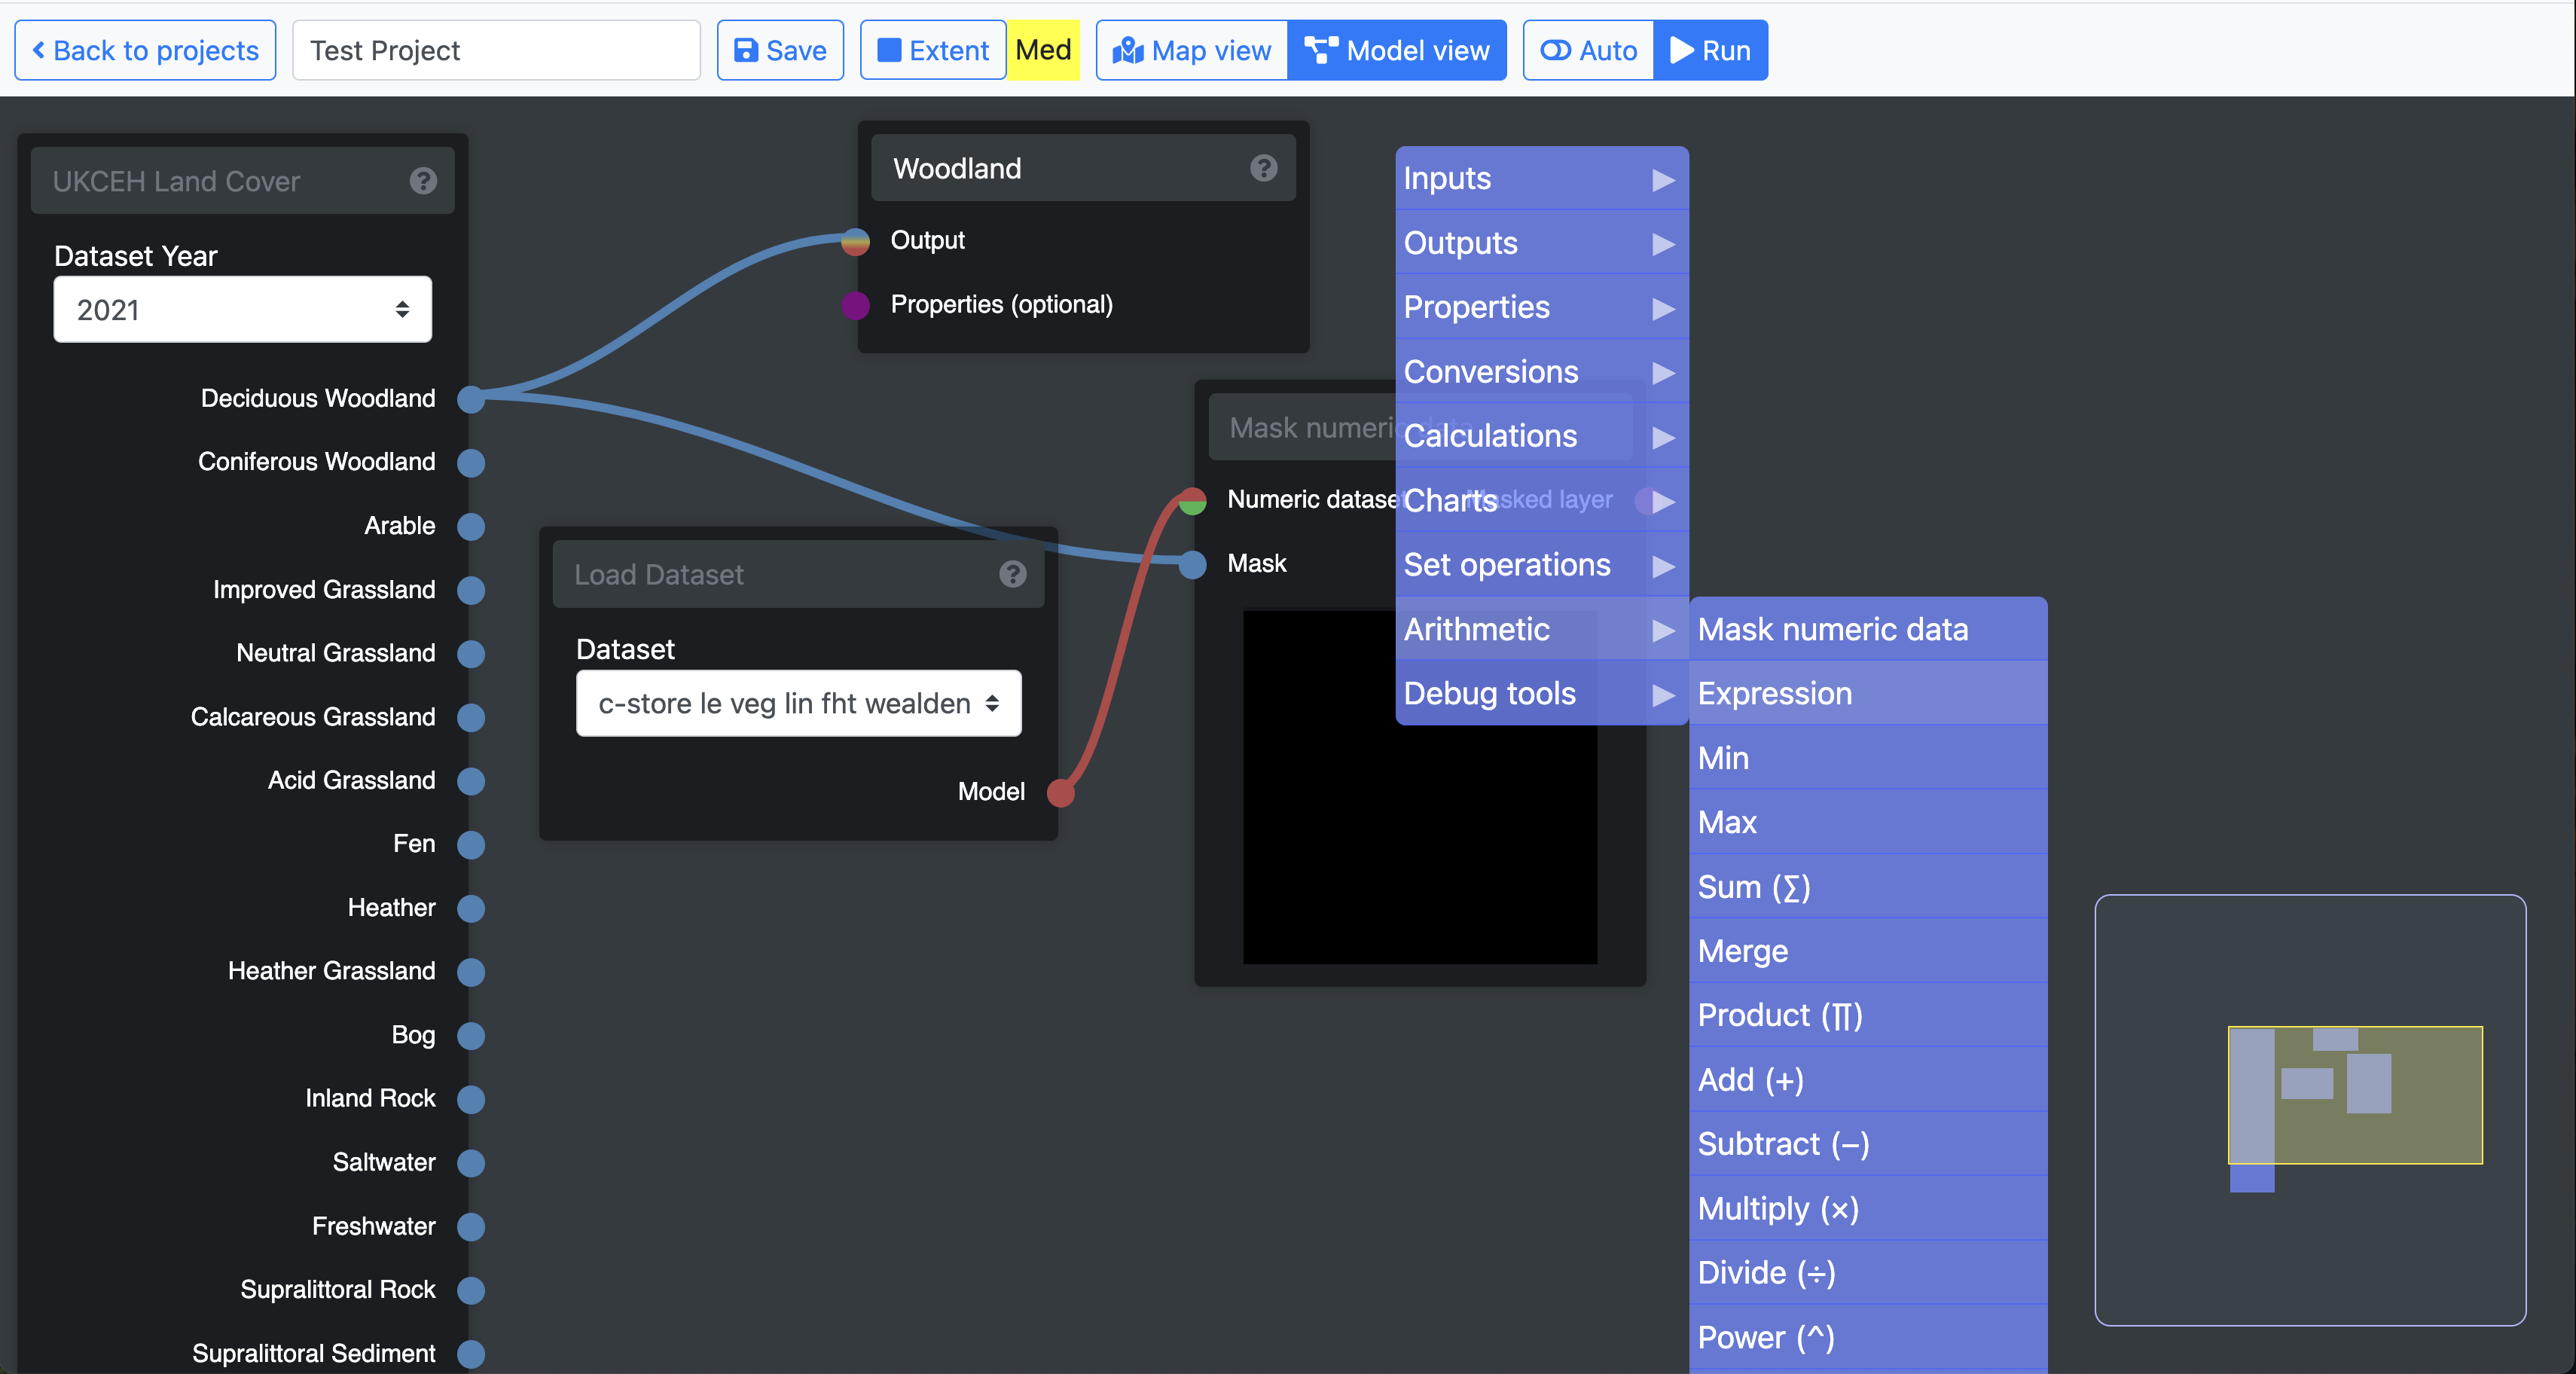 Back to projects
Test Project
Save
Extent
Med
Map view
Model view
Auto
Run
UKCEH Land Cover
Dataset Year
2021
Deciduous Woodland
Coniferous Woodland
Arable
Improved Grassland
Neutral Grassland
Calcareous Grassland
Acid Grassland
Fen
Heather
Heather Grassland
Bog
Inland Rock
Saltwater
Freshwater
Supralittoral Rock
Supralittoral Sediment
Woodland
Output
Properties (optional)
Load Dataset
Dataset
c-store le veg lin fht wealden
Model
Mask numeric data
Numeric dataset
Masked layer
Mask
Inputs
Outputs
Properties
Conversions
Calculations
Charts
Set operations
Arithmetic
Debug tools
Mask numeric data
Expression
Min
Max
Sum (∑)
Merge
Product (∏)
Add (+)
Subtract (−)
Multiply (×)
Divide (÷)
Power (^)